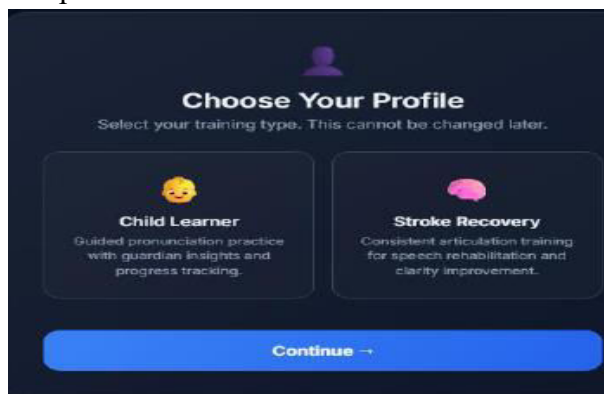 Choose Your Profile
Select your training type. This cannot be changed later.
Child Learner
Guided pronunciation practice
with guardian insights and
progress tracking.
Stroke Recovery
Consistent articulation training
for speech rehabilitation and
clarity improvement.
Continue →